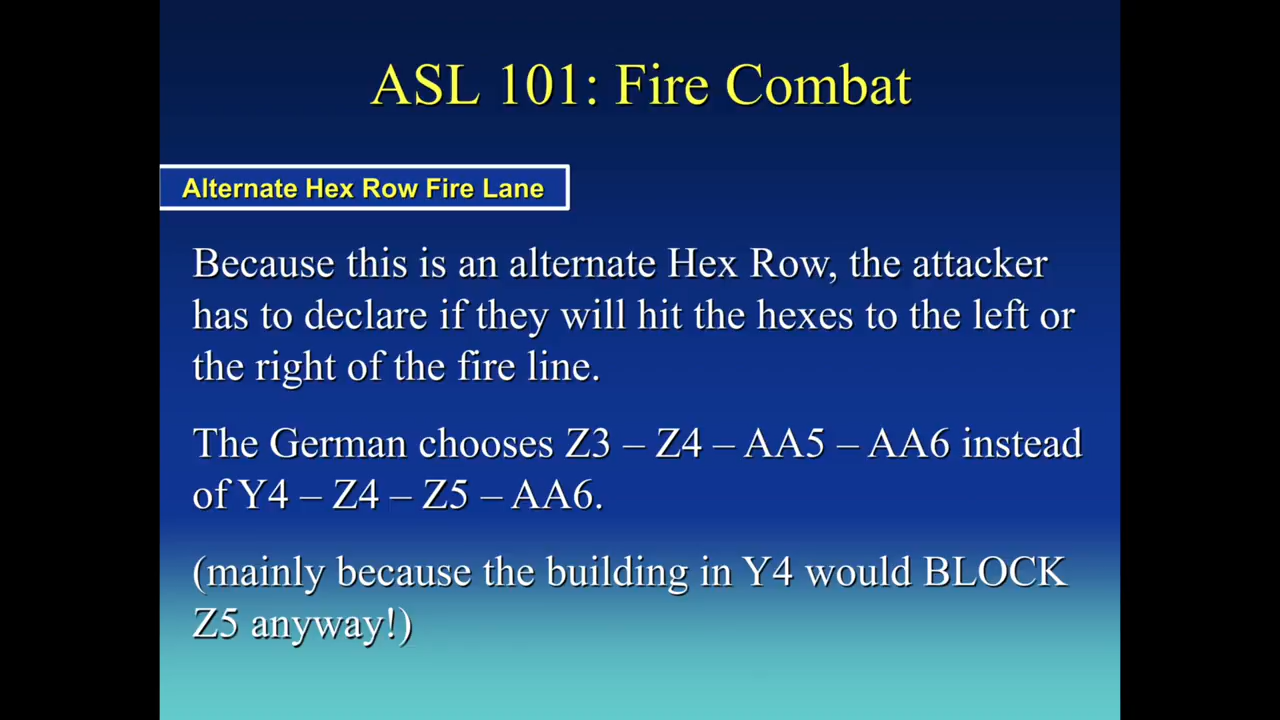 ASL 101: Fire Combat
Alternate Hex Row Fire Lane
Because this is an alternate Hex Row, the attacker
has to declare if they will hit the hexes to the left or
the right of the fire line.
The German chooses Z3 – Z4 – AA5 – AA6 instead
of Y4 – Z4 – Z5 – AA6.
(mainly because the building in Y4 would BLOCK
Z5 anyway!)